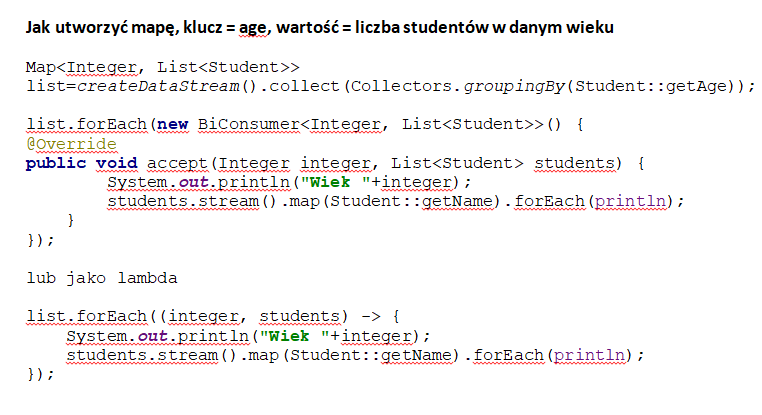 Jak utworzyć mapę, klucz = age, wartość = liczba studentów w danym wieku
Map<Integer, List<Student>>
list=createDataStream().collect(Collectors.groupingBy(Student::getAge));
list.forEach(new BiConsumer<Integer, List<Student>>() {
@Override
public void accept(Integer integer, List<Student> students) {
System.out.println("Wiek "+integer);
students.stream().map(Student::getName).forEach(println);
}
});
lub jako lambda
list.forEach((integer, students) -> {
System.out.println("Wiek "+integer);
students.stream().map(Student::getName).forEach(println);
});